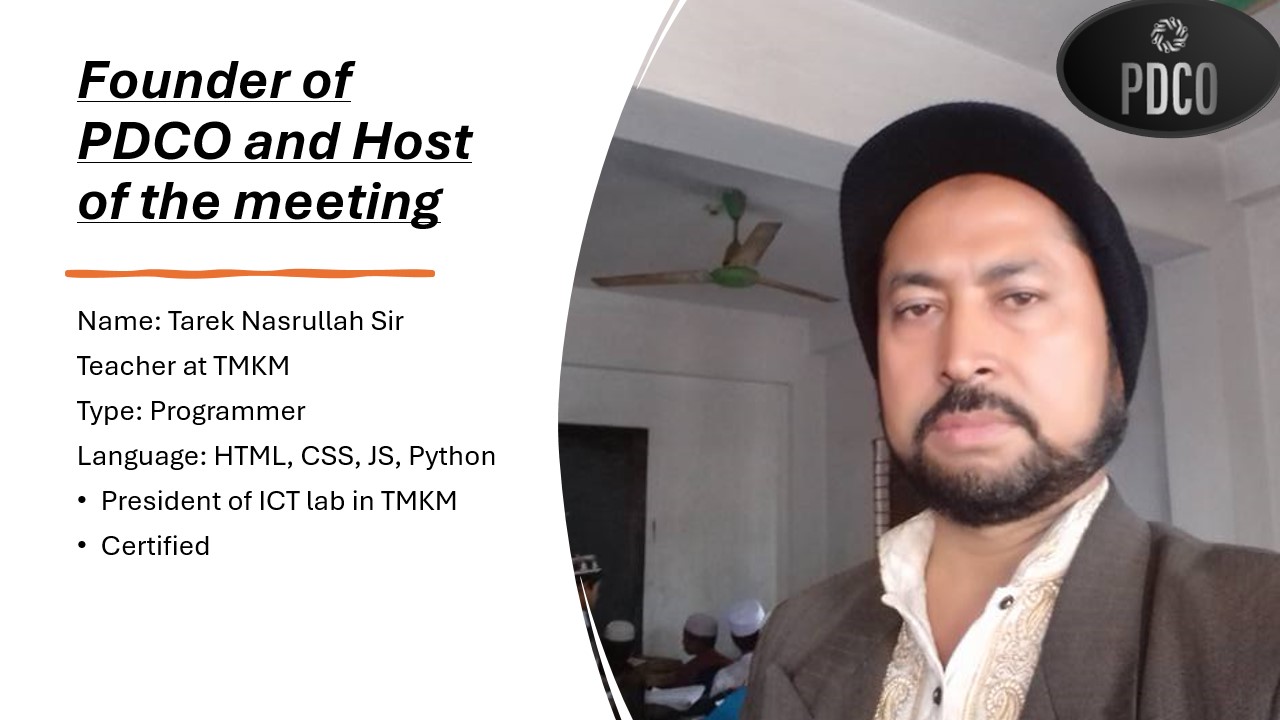 Founder of
PDCO and Host
of the meeting
Name: Tarek Nasrullah Sir
Teacher at TMKM
Type: Programmer
Language: HTML, CSS, JS, Python
• President of ICT lab in TMKM
• Certified
PDCO